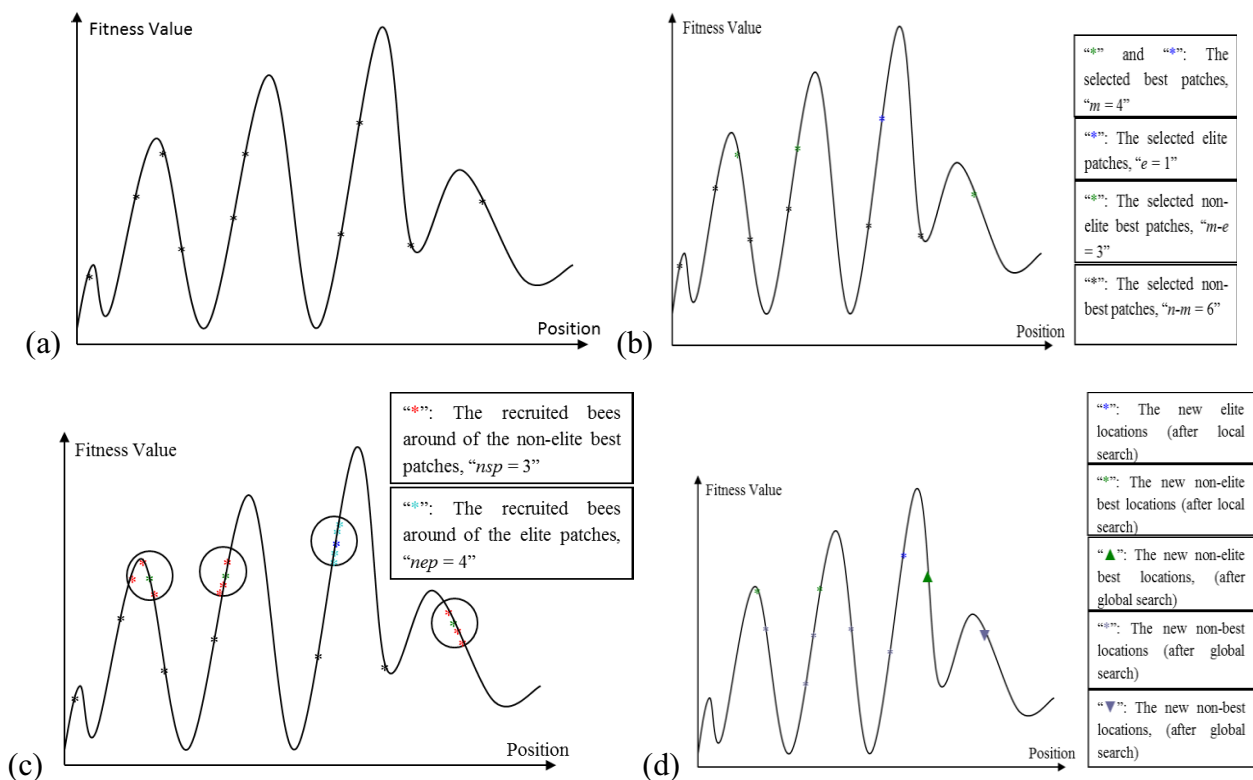 Fitness Value
Position
(a)
Fitness Value
Position
(b)
“*” and “*”: The
selected best patches,
“m = 4”
“*”: The selected elite
patches, “e = 1”
“*”: The selected non-
elite best patches, “m-e
= 3”
“*”: The selected non-
best patches, “n-m = 6”
Fitness Value
Position
(c)
“*”: The recruited bees
around of the non-elite best
patches, “nsp = 3”
“*”: The recruited bees
around of the elite patches,
“nep = 4”
Fitness Value
Position
(d)
“*”: The new elite
locations (after local
search)
“*”: The new non-elite
best locations (after local
search)
“▲”: The new non-elite
best locations, (after
global search)
“*”: The new non-best
locations (after global
search)
“▼”: The new non-best
locations, (after global
search)